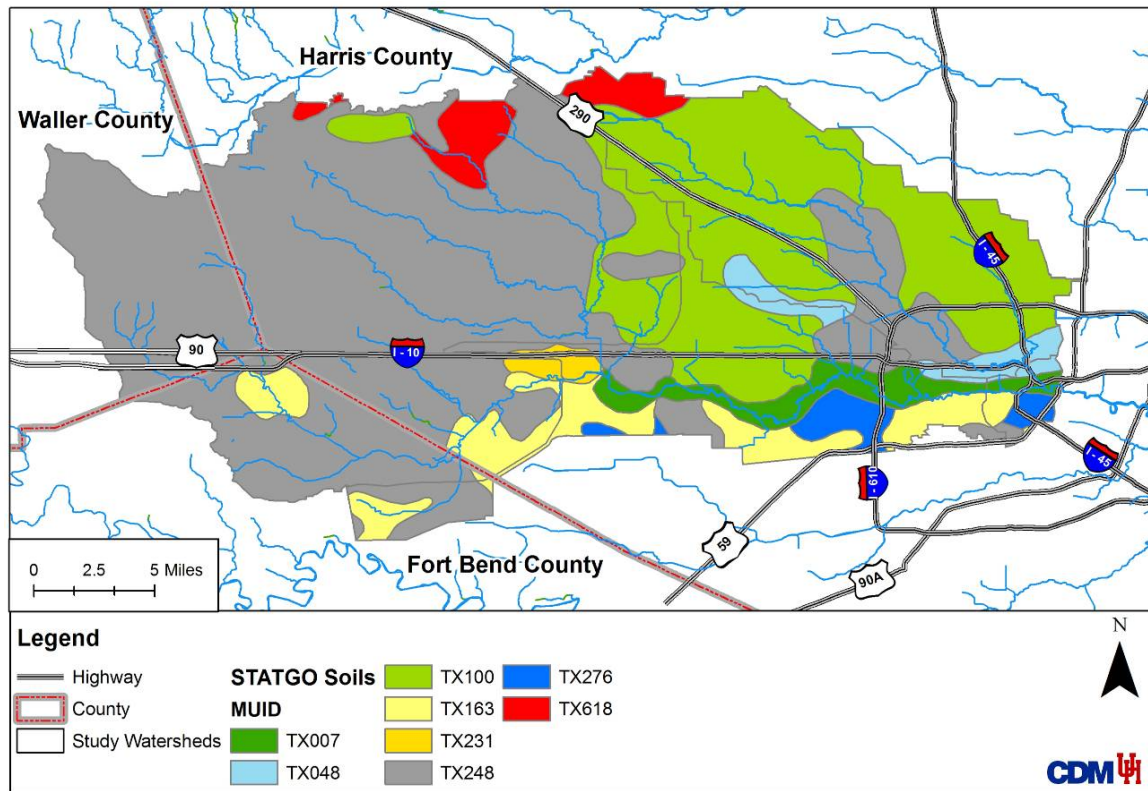 Harris County
Waller County
290
I - 45
90
I - 10
I - 610
I - 45
59
90A
Fort Bend County
0 2.5 5 Miles
Legend
Highway
County
Study Watersheds
STATGO Soils
MUID
TX007
TX048
TX100
TX163
TX231
TX248
TX276
TX618
N
CDM UH